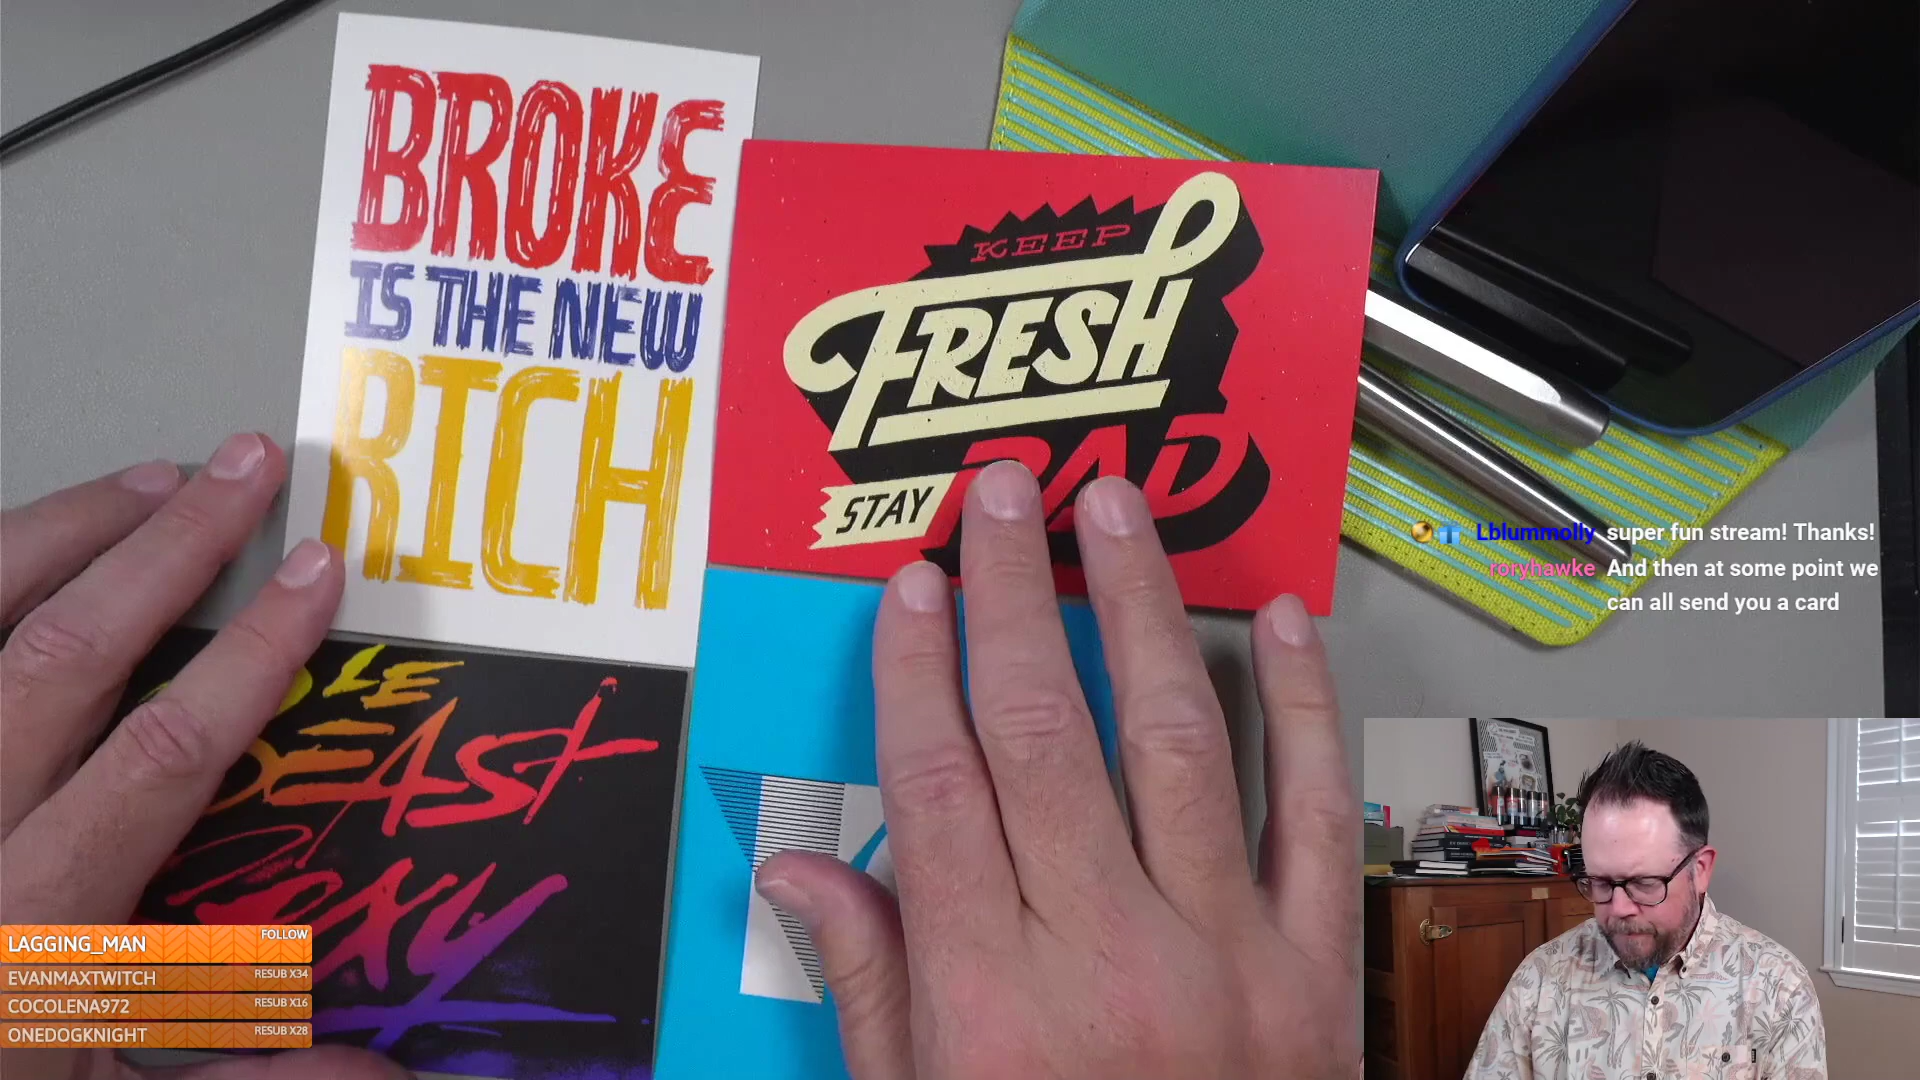 BROKE
IS THE NEW
RICH
KEEP
FRESH
STAY RAD
LE
BEAST
SEXY
Lblummolly super fun stream! Thanks!
roryhawke And then at some point we
can all send you a card
LAGGING_MAN FOLLOW
EVANMAXTWITCH RESUB X34
COCOLENA972 RESUB X16
ONEDOGKNIGHT RESUB X28